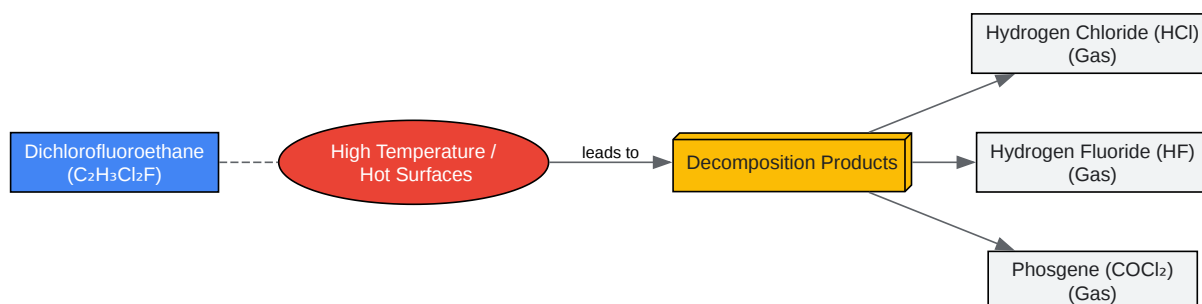 Dichlorofluoroethane
(C₂H₃Cl₂F)
High Temperature /
Hot Surfaces
leads to
Decomposition Products
Hydrogen Chloride (HCl)
(Gas)
Hydrogen Fluoride (HF)
(Gas)
Phosgene (COCl₂)
(Gas)